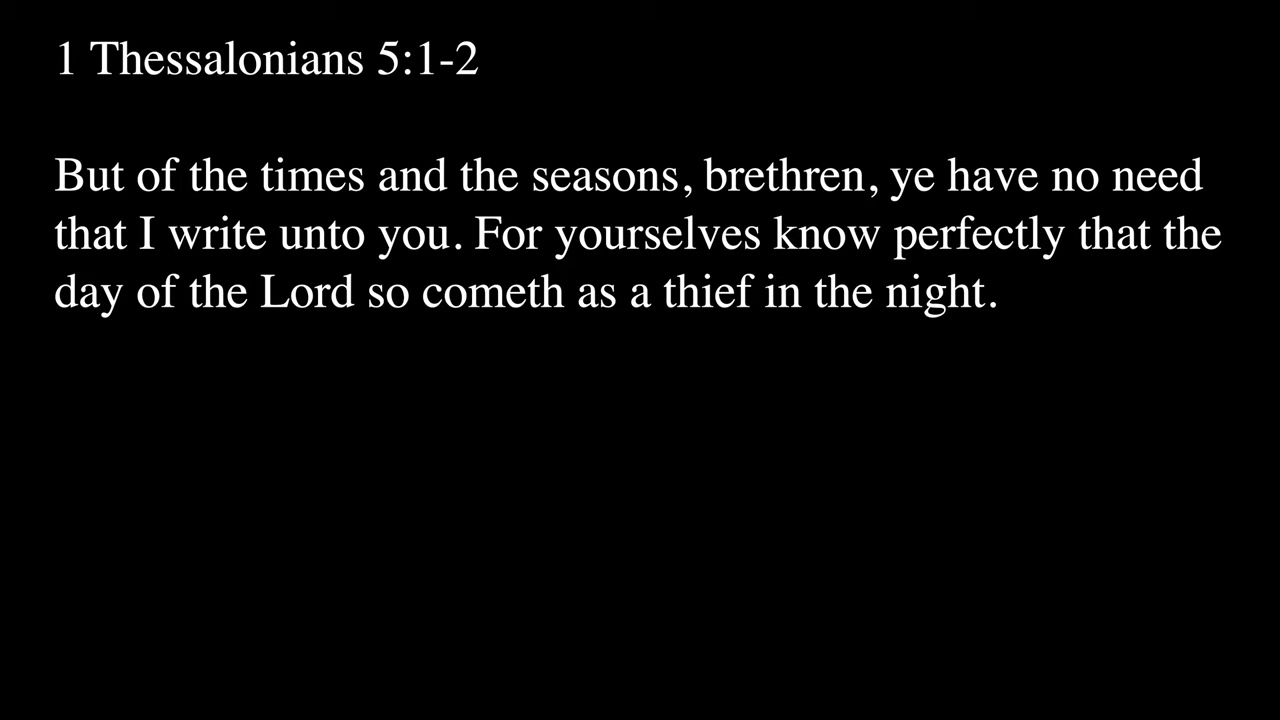 1 Thessalonians 5:1-2
But of the times and the seasons, brethren, ye have no need
that I write unto you. For yourselves know perfectly that the
day of the Lord so cometh as a thief in the night.